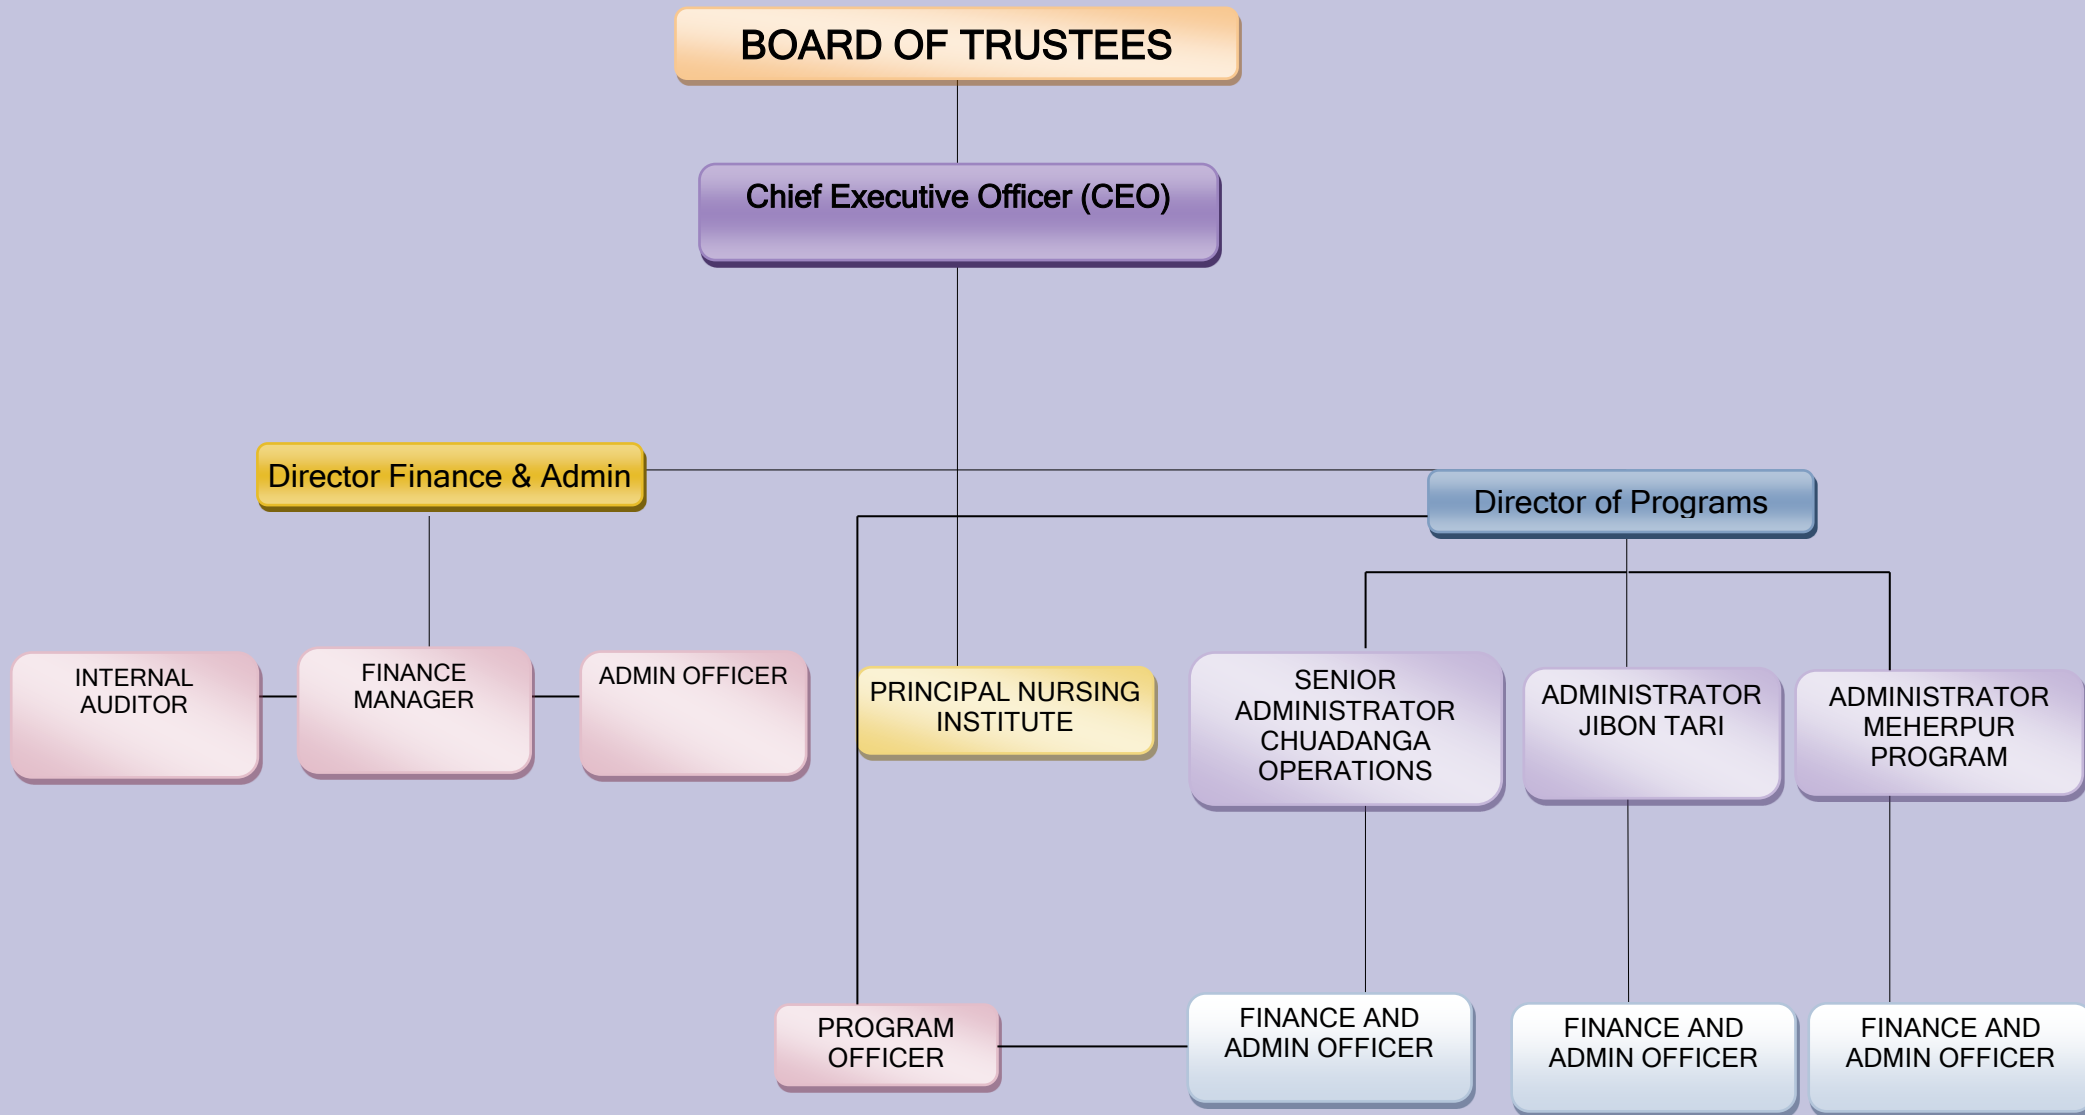 BOARD OF TRUSTEES
Chief Executive Officer (CEO)
Director Finance & Admin
Director of Programs
INTERNAL
AUDITOR
FINANCE
MANAGER
ADMIN OFFICER
PRINCIPAL NURSING
INSTITUTE
SENIOR
ADMINISTRATOR
CHUADANGA
OPERATIONS
ADMINISTRATOR
JIBON TARI
ADMINISTRATOR
MEHERPUR
PROGRAM
PROGRAM
OFFICER
FINANCE AND
ADMIN OFFICER
FINANCE AND
ADMIN OFFICER
FINANCE AND
ADMIN OFFICER